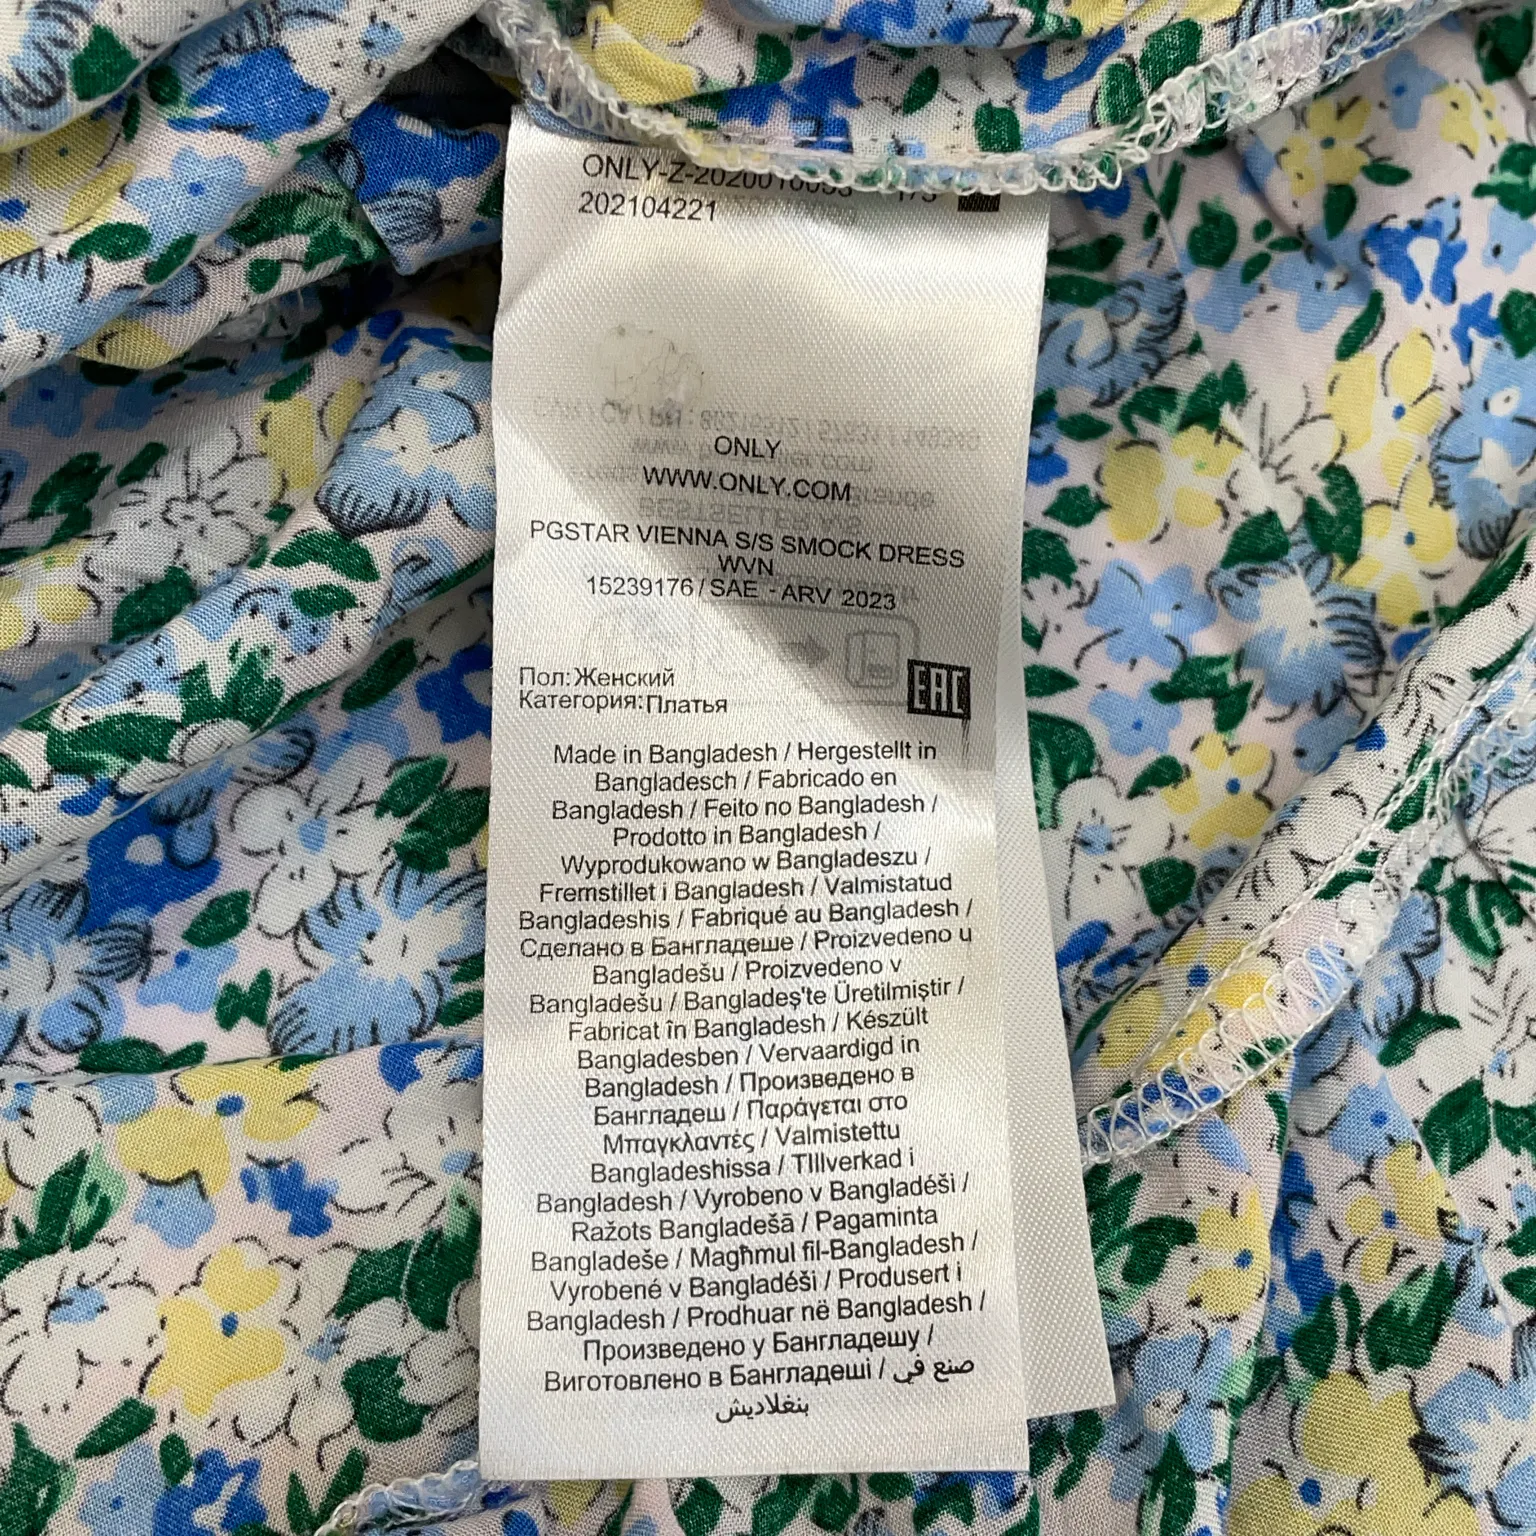 202104221
ONLY
WWW.ONLY.COM
PGSTAR VIENNA S/S SMOCK DRESS
WVN
15239176 / SAE - ARV 2023
Пол: Женский
Категория: Платья
EAC
Made in Bangladesh / Hergestellt in
Bangladesch / Fabricado en
Bangladesh / Feito no Bangladesh /
Prodotto in Bangladesh /
Wyprodukowano w Bangladeszu /
Fremstillet i Bangladesh / Valmistatud
Bangladeshis / Fabriqué au Bangladesh /
Сделано в Бангладеше / Proizvedeno u
Bangladešu / Proizvedeno v
Bangladešu / Bangladeş'te Üretilmiştir /
Fabricat în Bangladesh / Készült
Bangladesben / Vervaardigd in
Bangladesh / Произведено в
Бангладеш / Παράγεται στο
Μπαγκλαντές / Valmistettu
Bangladeshissa / TIllverkad i
Bangladesh / Vyrobeno v Bangladéši /
Ražots Bangladešā / Pagaminta
Bangladeše / Magħmul fil-Bangladesh /
Vyrobené v Bangladéši / Produsert i
Bangladesh / Prodhuar në Bangladesh /
Произведено у Бангладешу /
Виготовлено в Бангладеші / صنع في
بنغلاديش